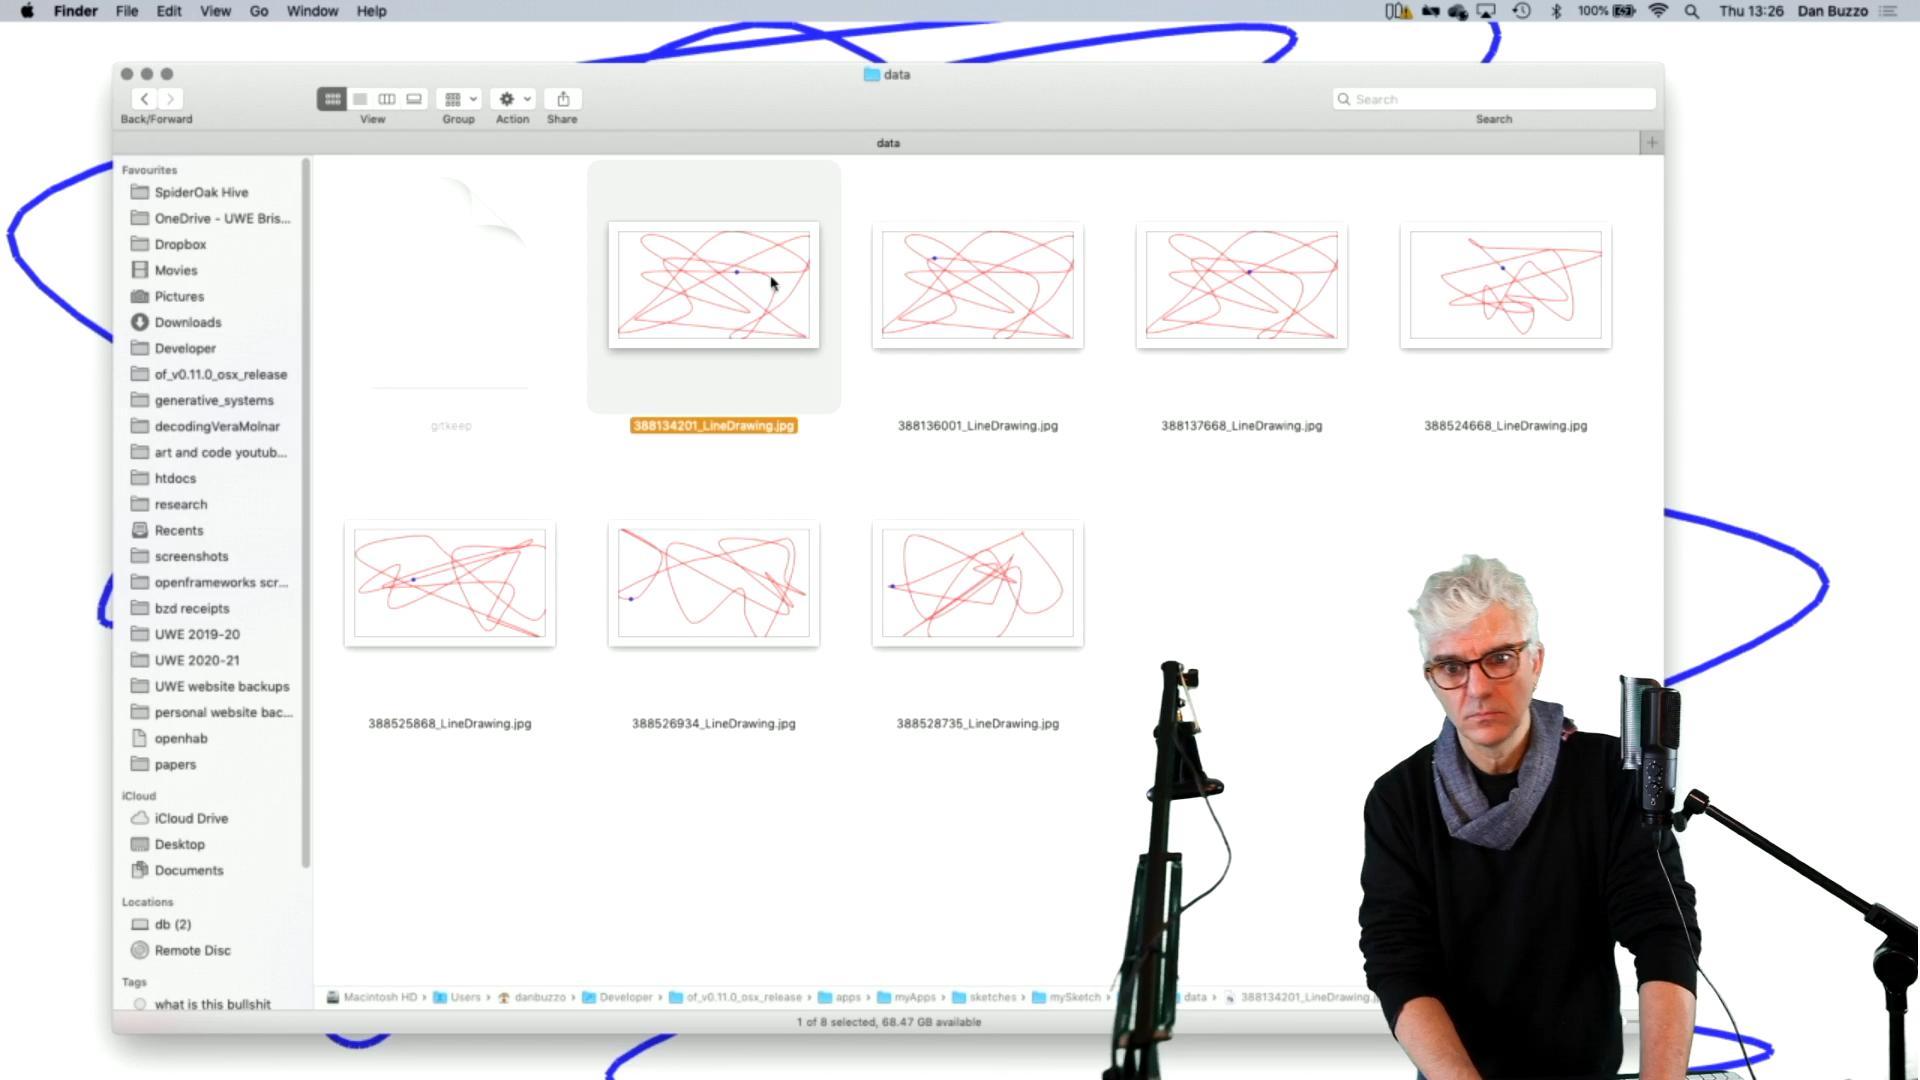 Finder File Edit View Go Window Help
100% Thu 13:26 Dan Buzzo
data
Search
Back/Forward View Group Action Share Search
data
Favourites
SpiderOak Hive
OneDrive - UWE Bris...
Dropbox
Movies
Pictures
Downloads
Developer
of_v0.11.0_osx_release
generative_systems
decodingVeraMolnar
art and code youtub...
htdocs
research
Recents
screenshots
openframeworks scr...
bzd receipts
UWE 2019-20
UWE 2020-21
UWE website backups
personal website bac...
openhab
papers
iCloud
iCloud Drive
Desktop
Documents
Locations
db (2)
Remote Disc
Tags
what is this bullshit
gitkeep
388134201_LineDrawing.jpg
388136001_LineDrawing.jpg
388137668_LineDrawing.jpg
388524668_LineDrawing.jpg
388525868_LineDrawing.jpg
388526934_LineDrawing.jpg
388528735_LineDrawing.jpg
Macintosh HD › Users › danbuzzo › Developer › of_v0.11.0_osx_release › apps › myApps › sketches › mySketch › data › 388134201_LineDrawing.j
1 of 8 selected, 68.47 GB available